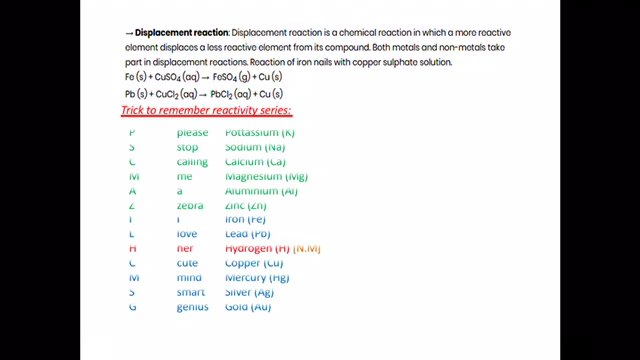 → Displacement reaction: Displacement reaction is a chemical reaction in which a more reactive
element displaces a less reactive element from its compound. Both metals and non-metals take
part in displacement reactions. Reaction of iron nails with copper sulphate solution.
Fe (s) + CuSO₄ (aq) → FeSO₄ (g) + Cu (s)
Pb (s) + CuCl₂ (aq) → PbCl₂ (aq) + Cu (s)
Trick to remember reactivity series:
P please Pottassium (K)
S stop Sodium (Na)
C calling Calcium (Ca)
M me Magnesium (Mg)
A a Aluminium (Al)
Z zebra Zinc (Zn)
I I Iron (Fe)
L love Lead (Pb)
H her Hydrogen (H) [N.M]
C cute Copper (Cu)
M mind Mercury (Hg)
S smart Silver (Ag)
G genius Gold (Au)